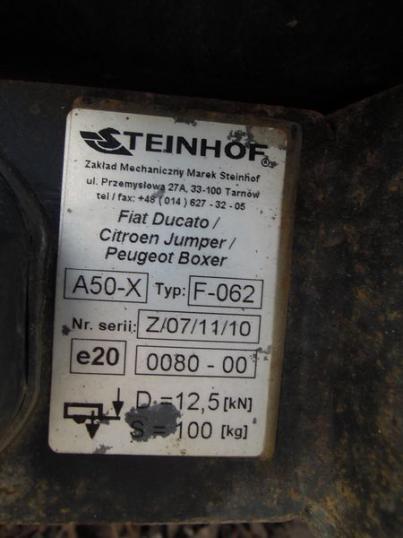 STEINHOF®
Zakład Mechaniczny Marek Steinhof
ul. Przemysłowa 27A, 33-100 Tarnów
tel / fax: +48 ( 014 ) 627 - 32 - 05
Fiat Ducato /
Citroen Jumper /
Peugeot Boxer
A50-X Typ: F-062
Nr. serii: Z/07/11/10
e20 0080 - 00
D =12,5 [kN]
S = 100 [kg]